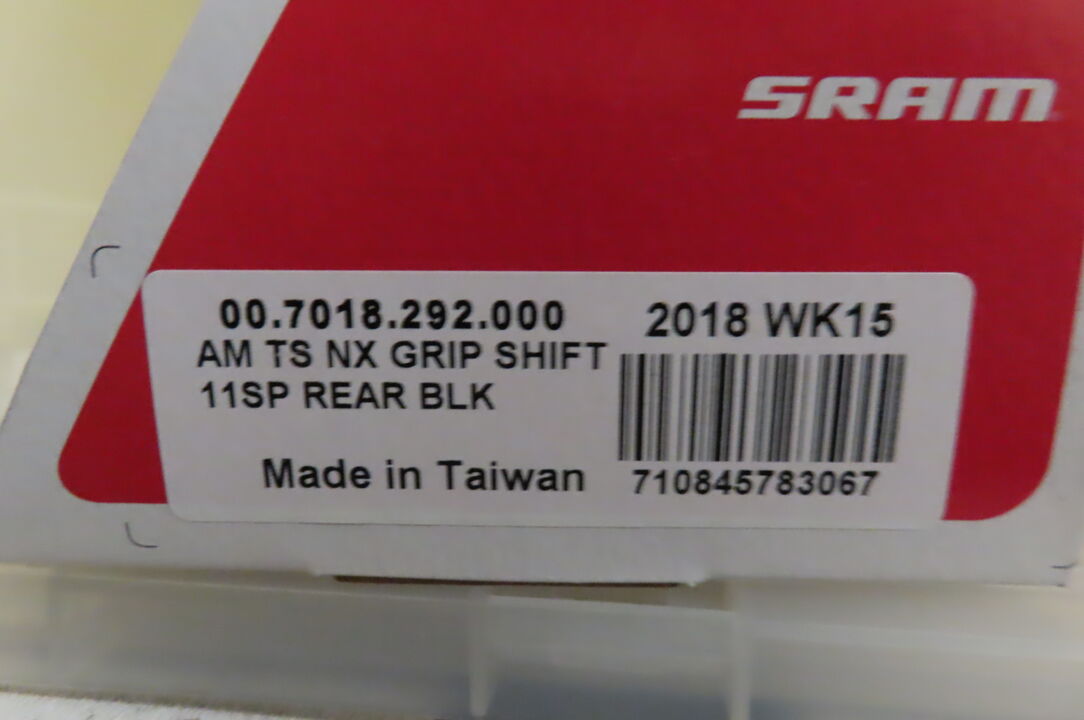 SRAM
00.7018.292.000
2018 WK15
AM TS NX GRIP SHIFT
11SP REAR BLK
Made in Taiwan
710845783067